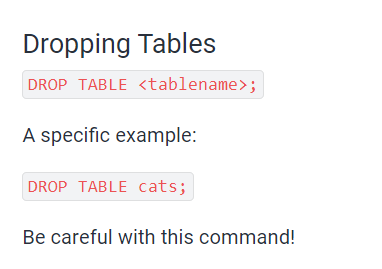 Dropping Tables
DROP TABLE <tablename>;
A specific example:
DROP TABLE cats;
Be careful with this command!